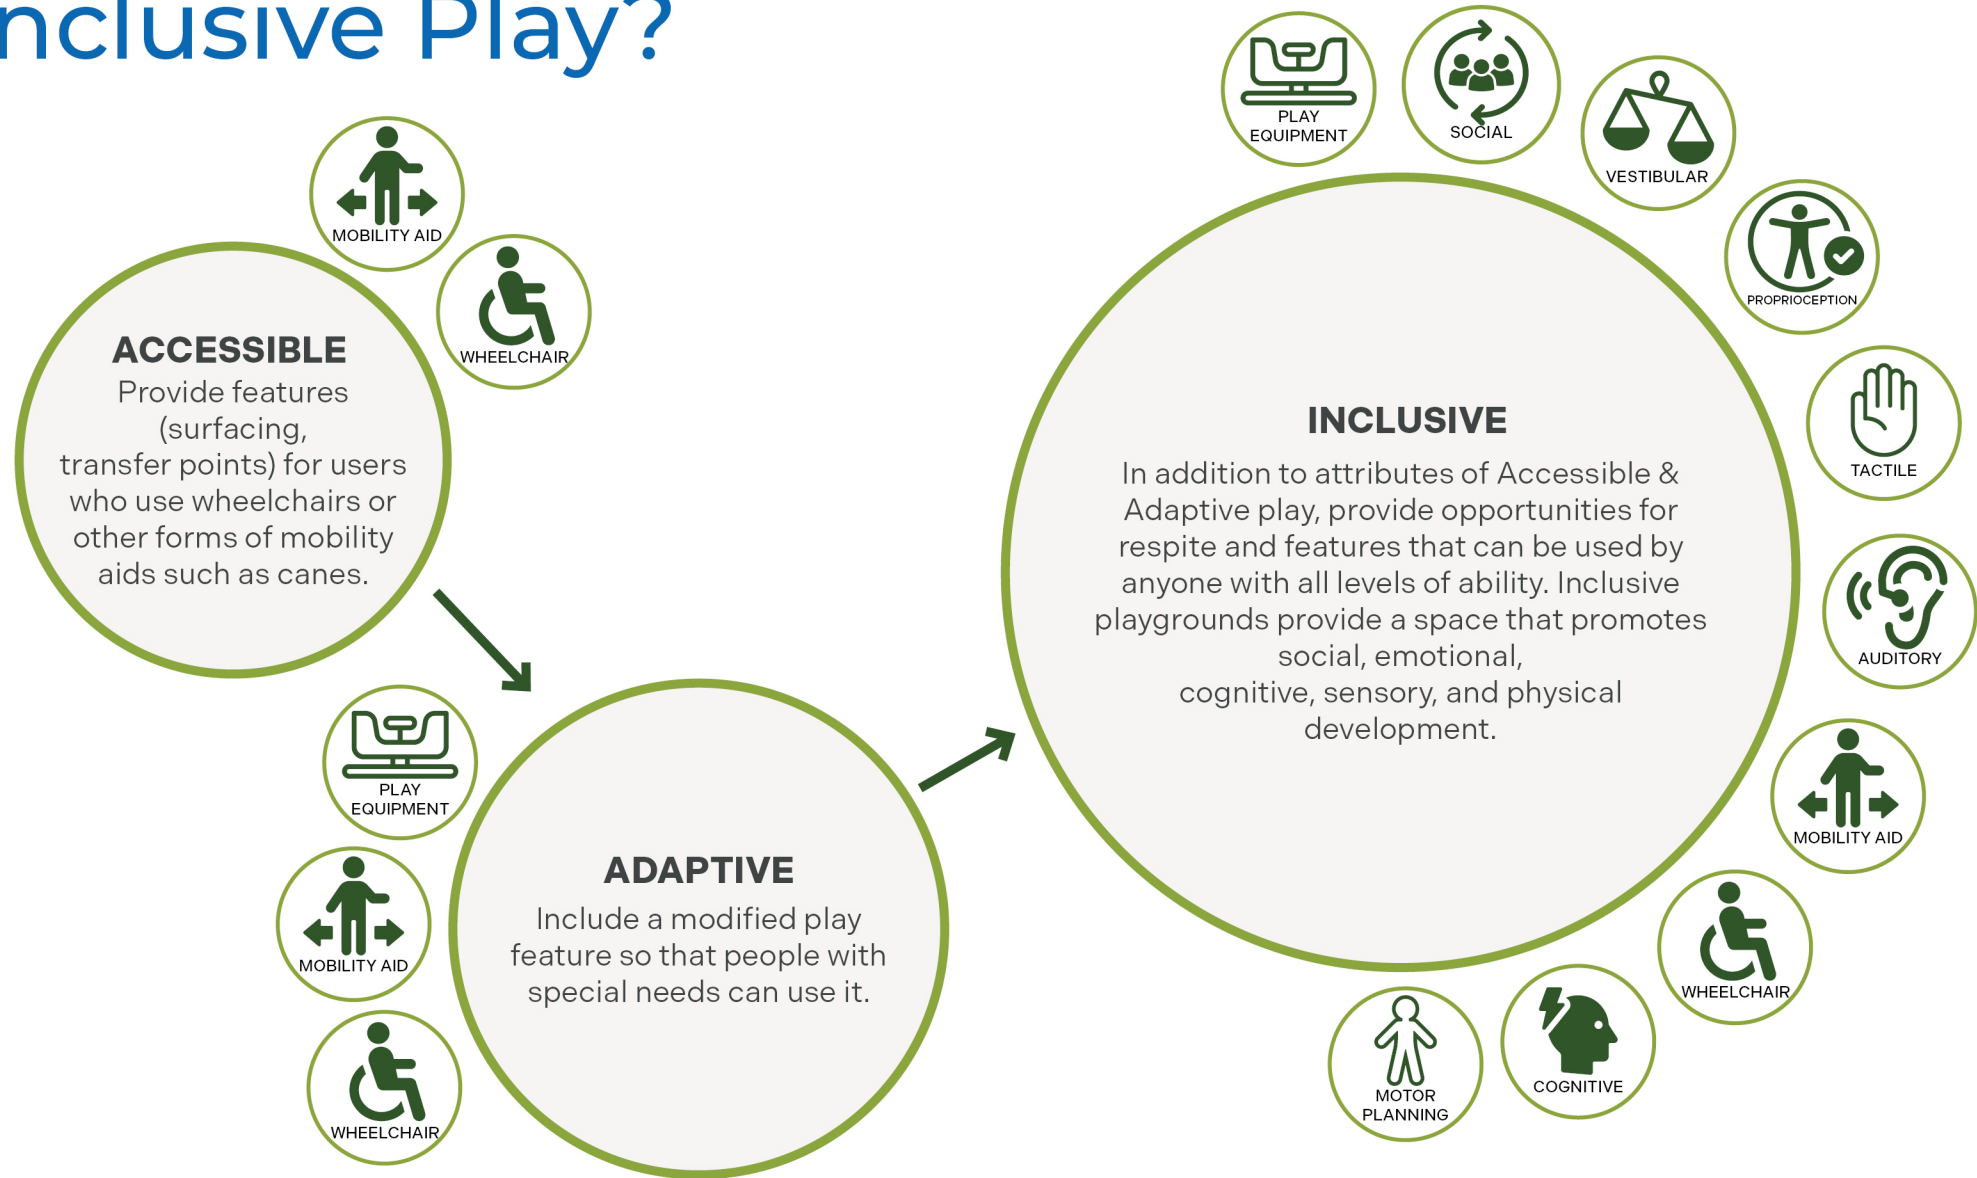 nclusive Play?
MOBILITY AID
WHEELCHAIR
ACCESSIBLE
Provide features
(surfacing,
transfer points) for users
who use wheelchairs or
other forms of mobility
aids such as canes.
PLAY
EQUIPMENT
MOBILITY AID
WHEELCHAIR
ADAPTIVE
Include a modified play
feature so that people with
special needs can use it.
PLAY
EQUIPMENT
SOCIAL
VESTIBULAR
PROPRIOCEPTION
TACTILE
AUDITORY
MOBILITY AID
WHEELCHAIR
COGNITIVE
MOTOR
PLANNING
INCLUSIVE
In addition to attributes of Accessible &
Adaptive play, provide opportunities for
respite and features that can be used by
anyone with all levels of ability. Inclusive
playgrounds provide a space that promotes
social, emotional,
cognitive, sensory, and physical
development.